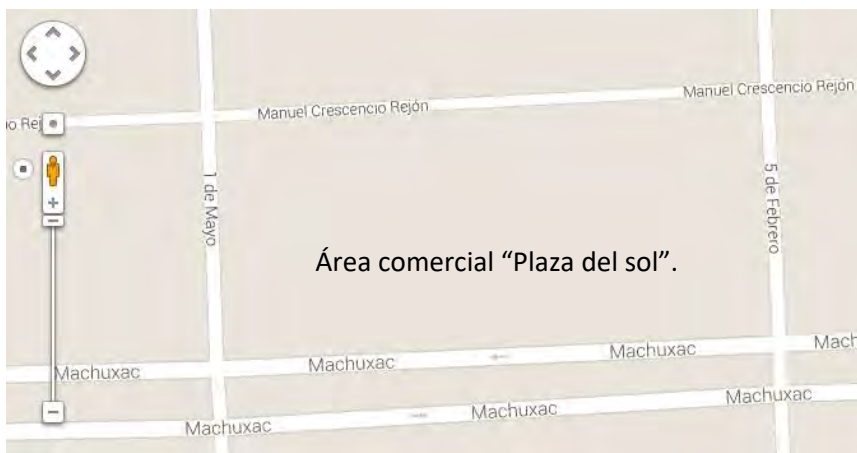 Manuel Crescencio Rejón
Manuel Crescencio Rejón
io Rej
1 de Mayo
5 de Febrero
Área comercial “Plaza del sol”.
Machuxac
Machuxac
Machuxac
Mach
Machuxac
Machuxac
Machuxac